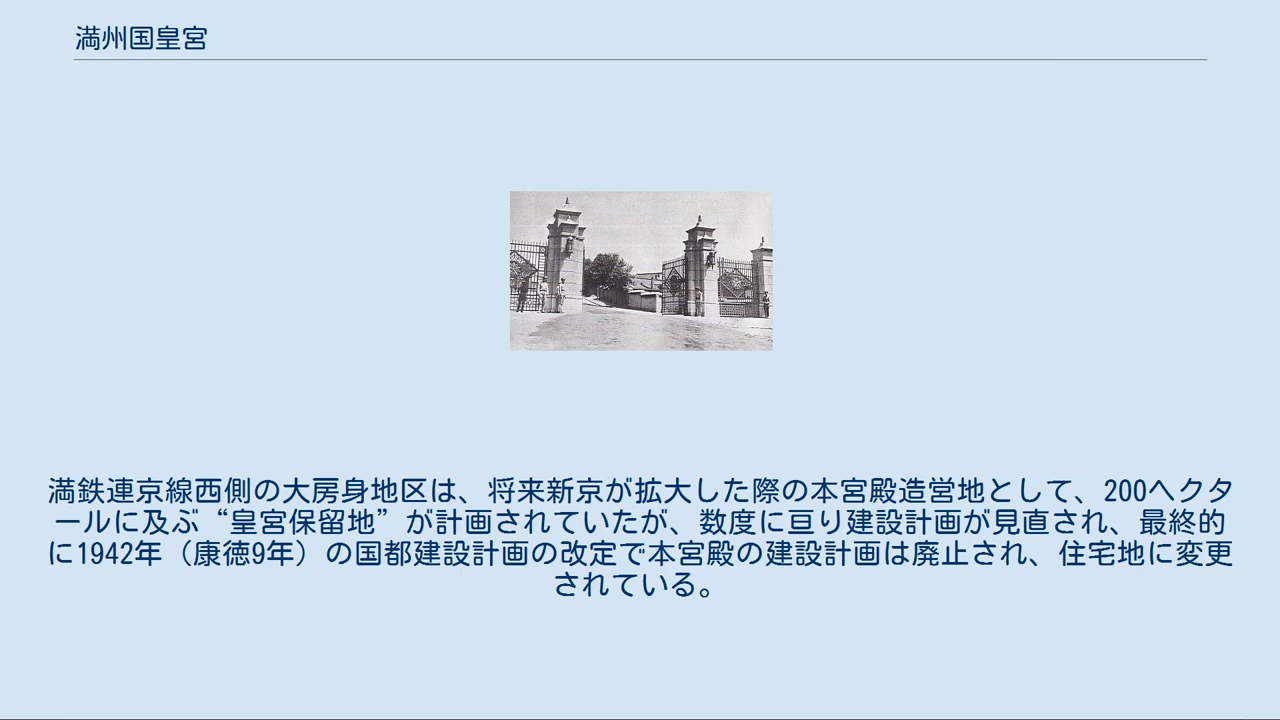 満州国皇宮
満鉄連京線西側の大房身地区は、将来新京が拡大した際の本宮殿造営地として、200ヘクタ
ールに及ぶ“皇宮保留地”が計画されていたが、数度に亘り建設計画が見直され、最終的
に1942年（康徳9年）の国都建設計画の改定で本宮殿の建設計画は廃止され、住宅地に変更
されている。